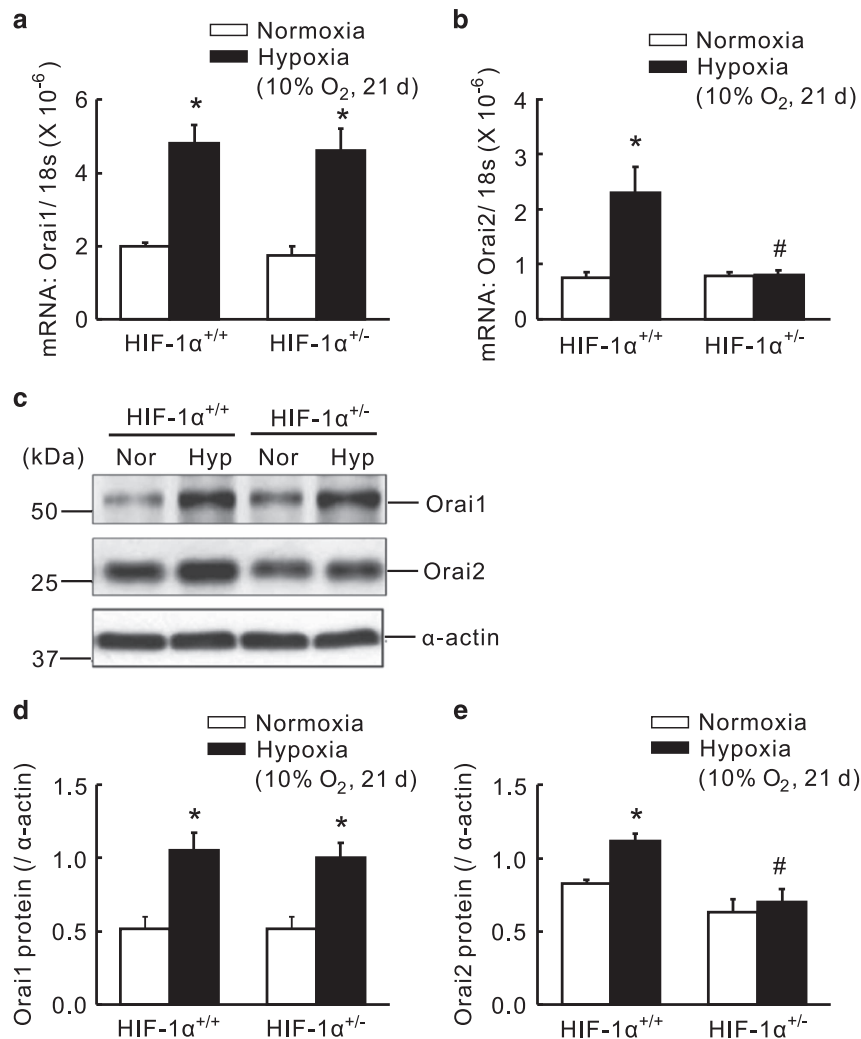 a
Normoxia
Hypoxia
(10% O₂, 21 d)
mRNA: Orai1/ 18s (X 10⁻⁶)
6
4
2
0
*
*
HIF-1α⁺/⁺
HIF-1α⁺/⁻
b
Normoxia
Hypoxia
(10% O₂, 21 d)
mRNA: Orai2/ 18s (X 10⁻⁶)
4
3
2
1
0
*
#
HIF-1α⁺/⁺
HIF-1α⁺/⁻
c
HIF-1α⁺/⁺ HIF-1α⁺/⁻
(kDa) Nor Hyp Nor Hyp
50 Orai1
25 Orai2
37 α-actin
d
Normoxia
Hypoxia
(10% O₂, 21 d)
Orai1 protein (/ α-actin)
1.5
1.0
0.5
0.0
*
*
HIF-1α⁺/⁺
HIF-1α⁺/⁻
e
Normoxia
Hypoxia
(10% O₂, 21 d)
Orai2 protein (/ α-actin)
1.5
1.0
0.5
0.0
*
#
HIF-1α⁺/⁺
HIF-1α⁺/⁻